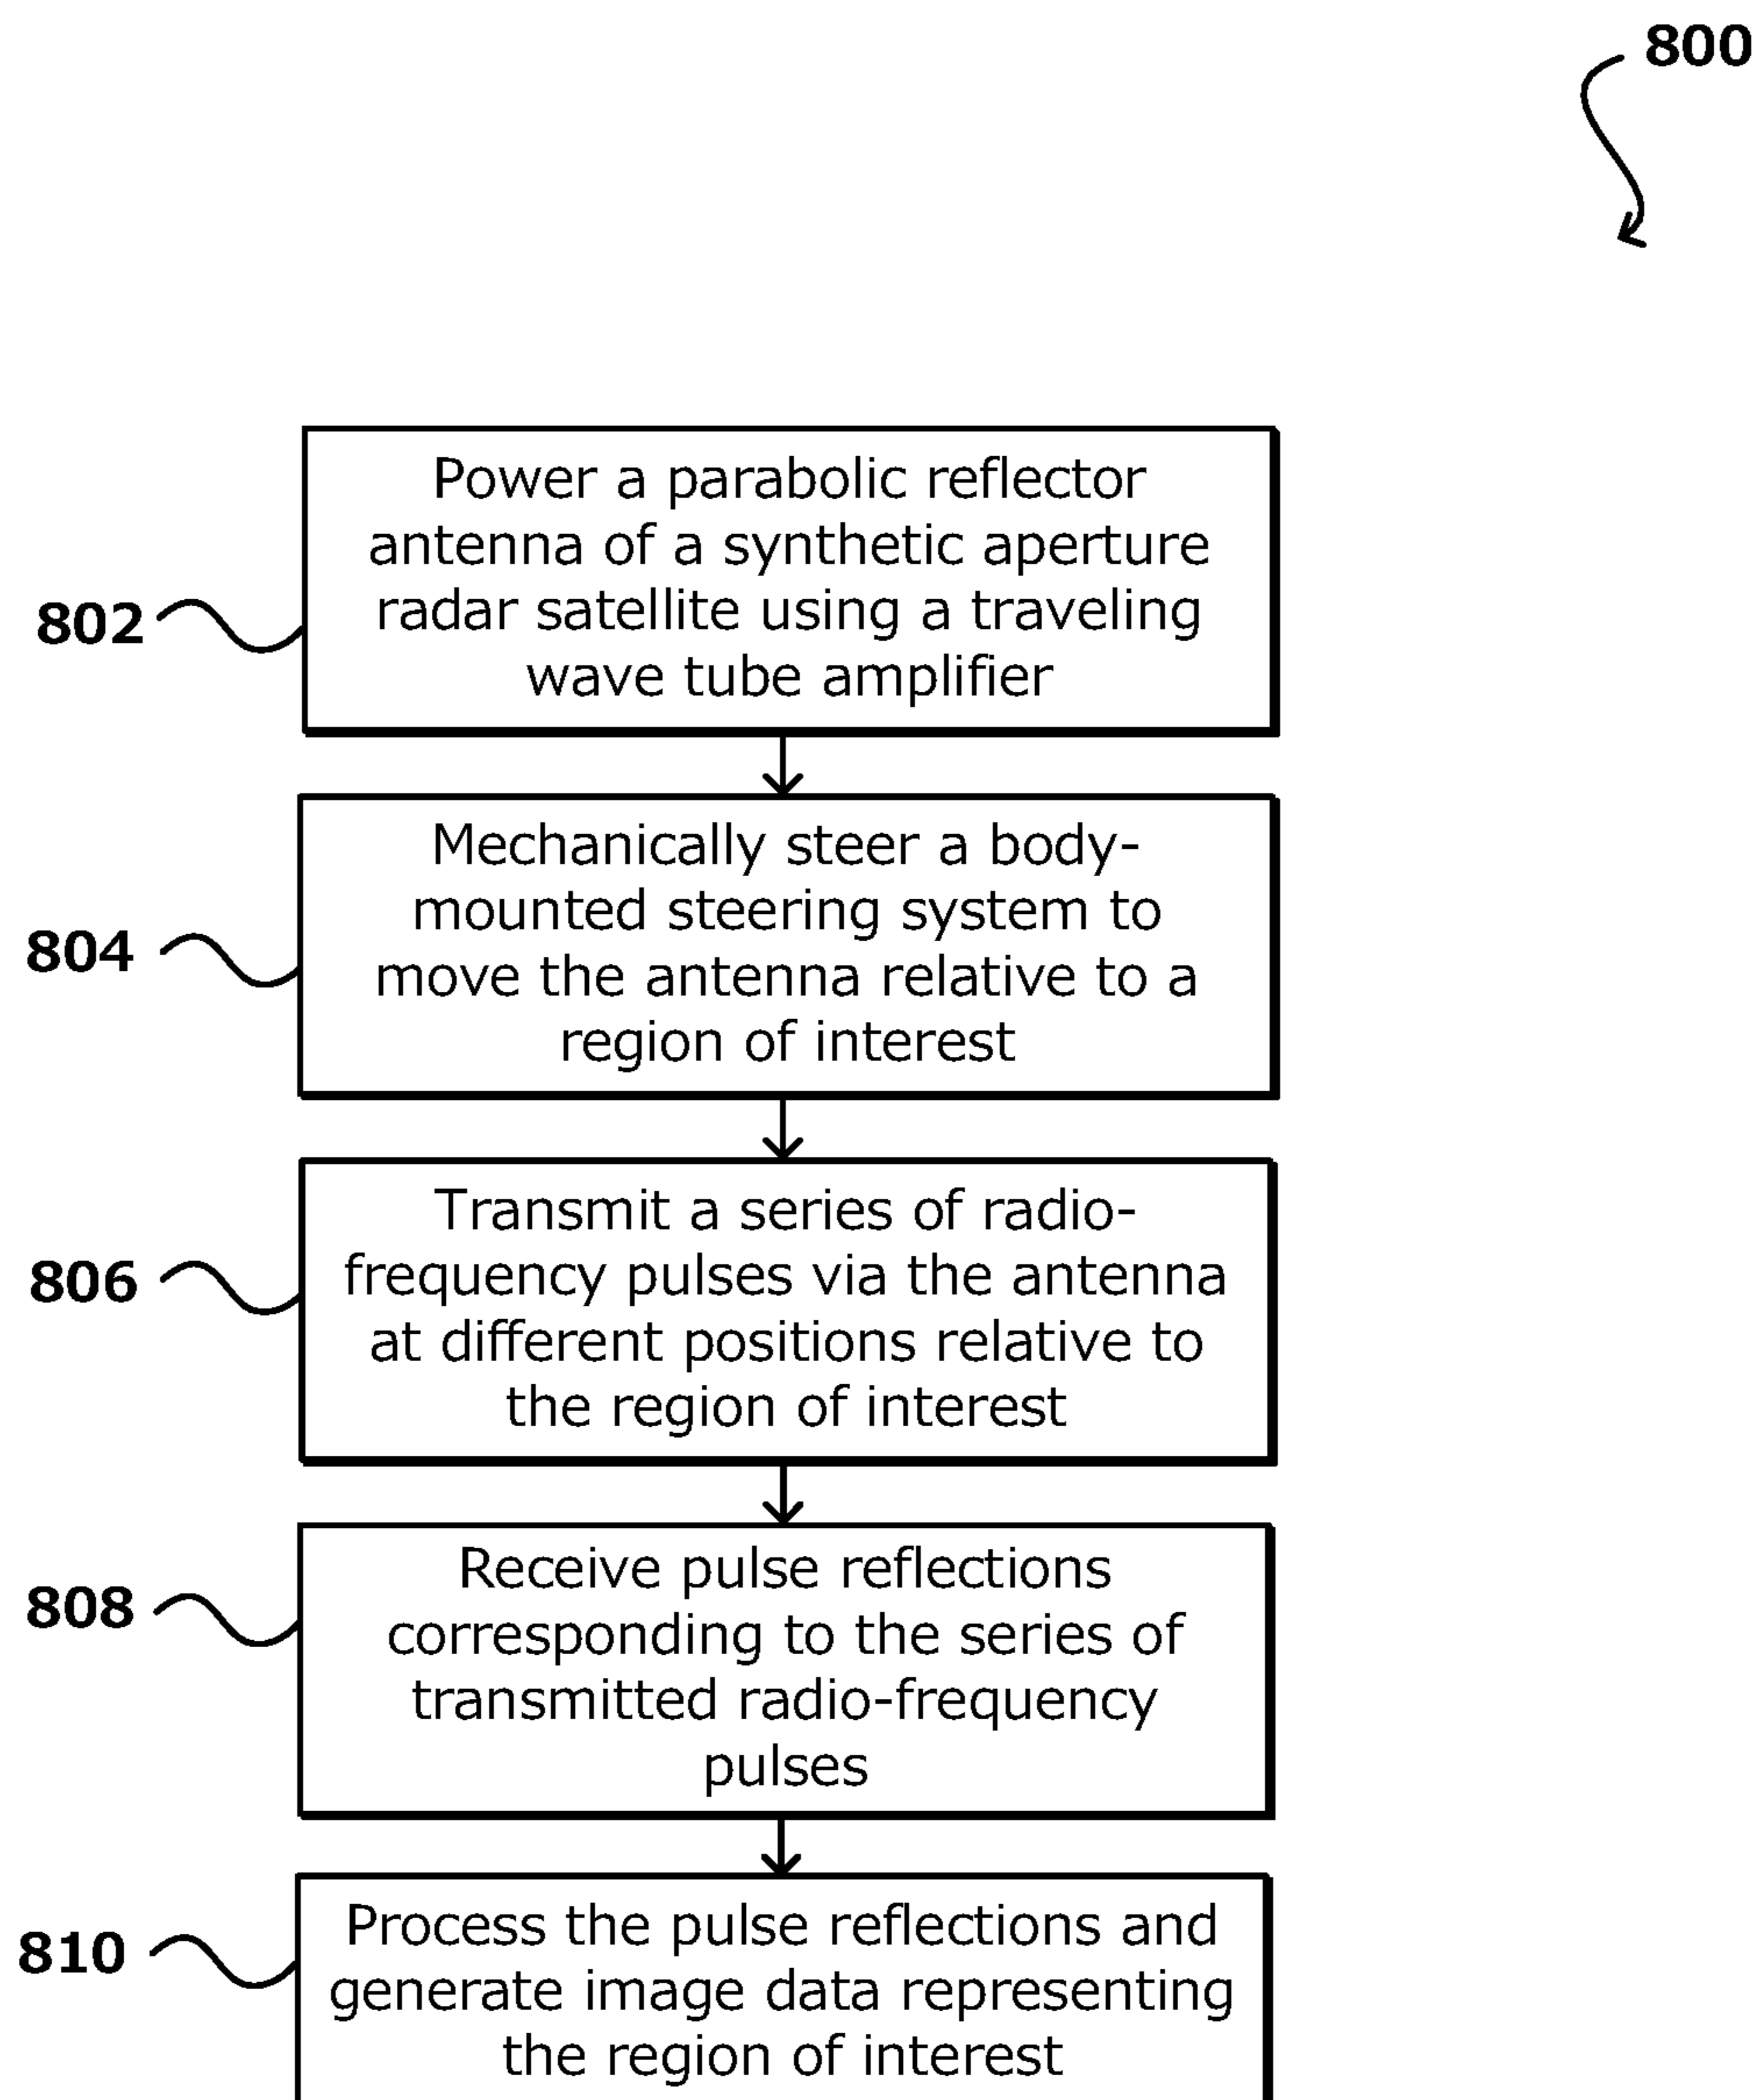 800
Power a parabolic reflector
antenna of a synthetic aperture
radar satellite using a traveling
wave tube amplifier
802
Mechanically steer a body-
mounted steering system to
move the antenna relative to a
region of interest
804
Transmit a series of radio-
frequency pulses via the antenna
at different positions relative to
the region of interest
806
Receive pulse reflections
corresponding to the series of
transmitted radio-frequency
pulses
808
Process the pulse reflections and
generate image data representing
the region of interest
810